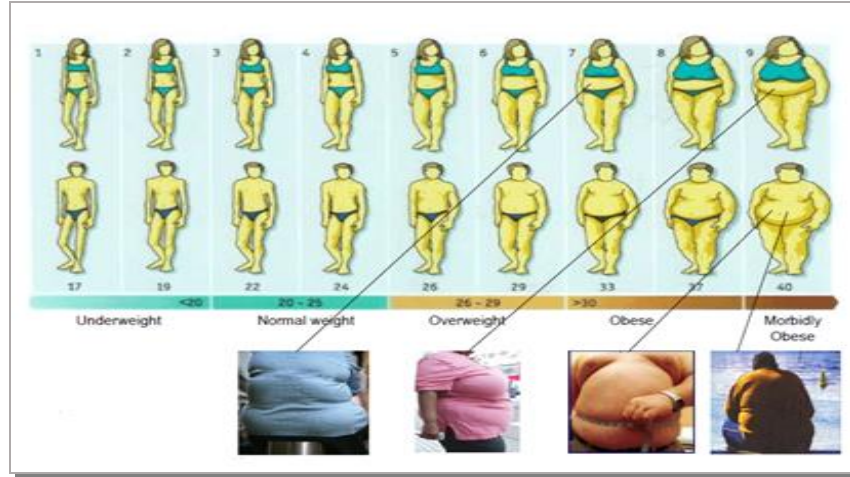 1 2 3 4 5 6 7 8 9
17 19 22 24 26 29 33 37 40
<20 20 - 25 26 - 29 >30
Underweight Normal weight Overweight Obese Morbidly
Obese